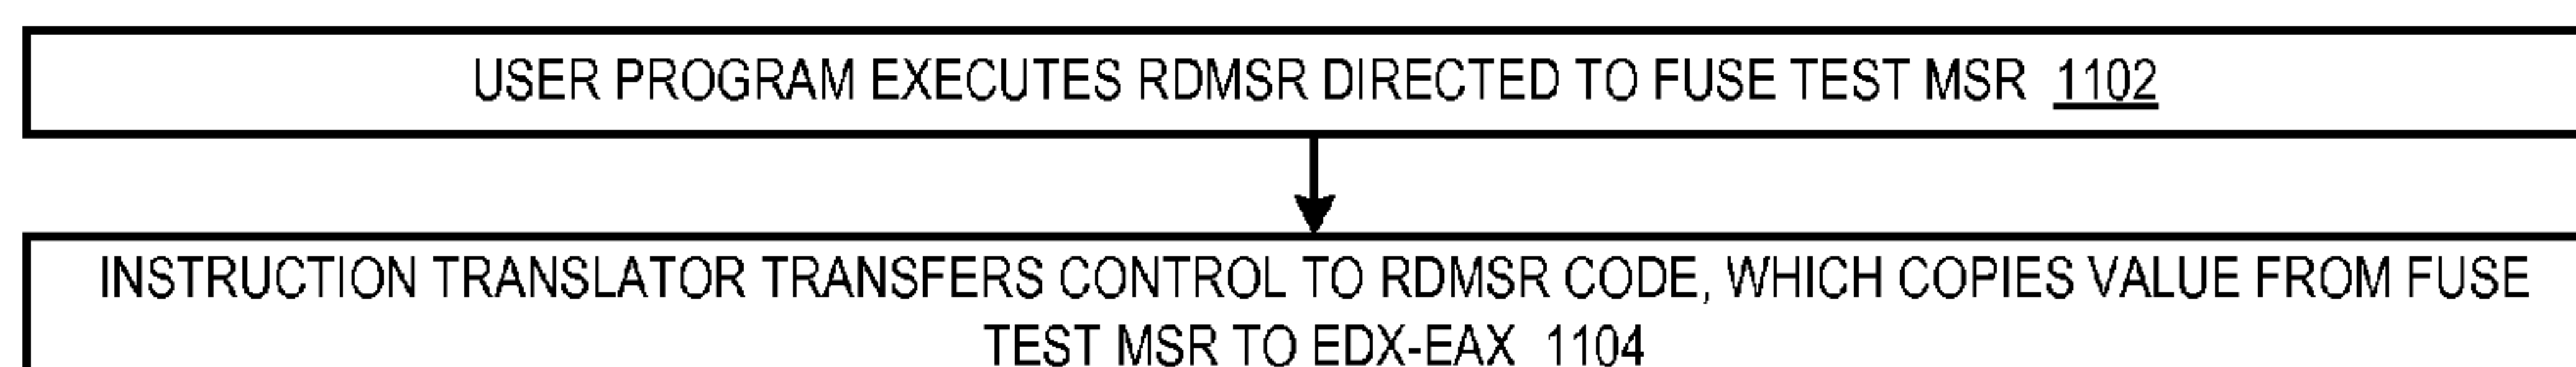 USER PROGRAM EXECUTES RDMSR DIRECTED TO FUSE TEST MSR 1102
INSTRUCTION TRANSLATOR TRANSFERS CONTROL TO RDMSR CODE, WHICH COPIES VALUE FROM FUSE
TEST MSR TO EDX-EAX 1104